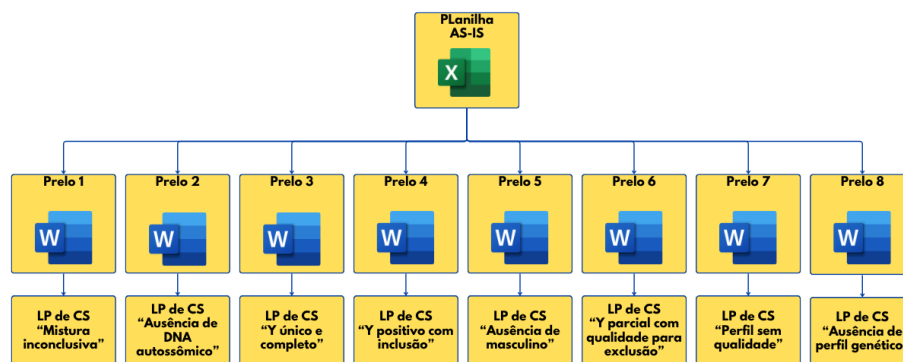 PLanilha
AS-IS
X
Prelo 1
Prelo 2
Prelo 3
Prelo 4
Prelo 5
Prelo 6
Prelo 7
Prelo 8
W
W
W
W
W
W
W
W
LP de CS
“Mistura
inconclusiva”
LP de CS
“Ausência de
DNA
autossômico”
LP de CS
“Y único e
completo”
LP de CS
“Y positivo com
inclusão”
LP de CS
“Ausência de
masculino”
LP de CS
“Y parcial com
qualidade para
exclusão”
LP de CS
“Perfil sem
qualidade”
LP de CS
“Ausência de
perfil genético